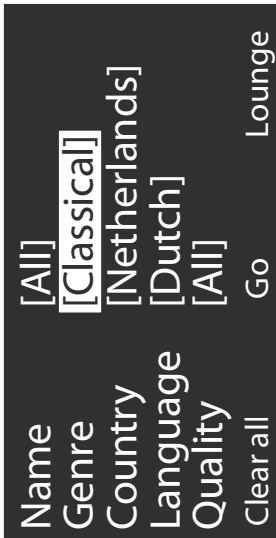 Name [All]
Genre [Classical]
Country [Netherlands]
Language [Dutch]
Quality [All]
Clear all Go Lounge